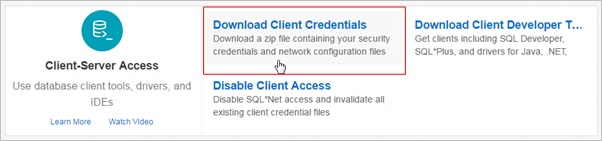 Client-Server Access
Use database client tools, drivers, and
IDEs
Learn More Watch Video
Download Client Credentials
Download a zip file containing your security
credentials and network configuration files
Disable Client Access
Disable SQL*Net access and invalidate all
existing client credential files
Download Client Developer T...
Get clients including SQL Developer,
SQL*Plus, and drivers for Java, .NET,